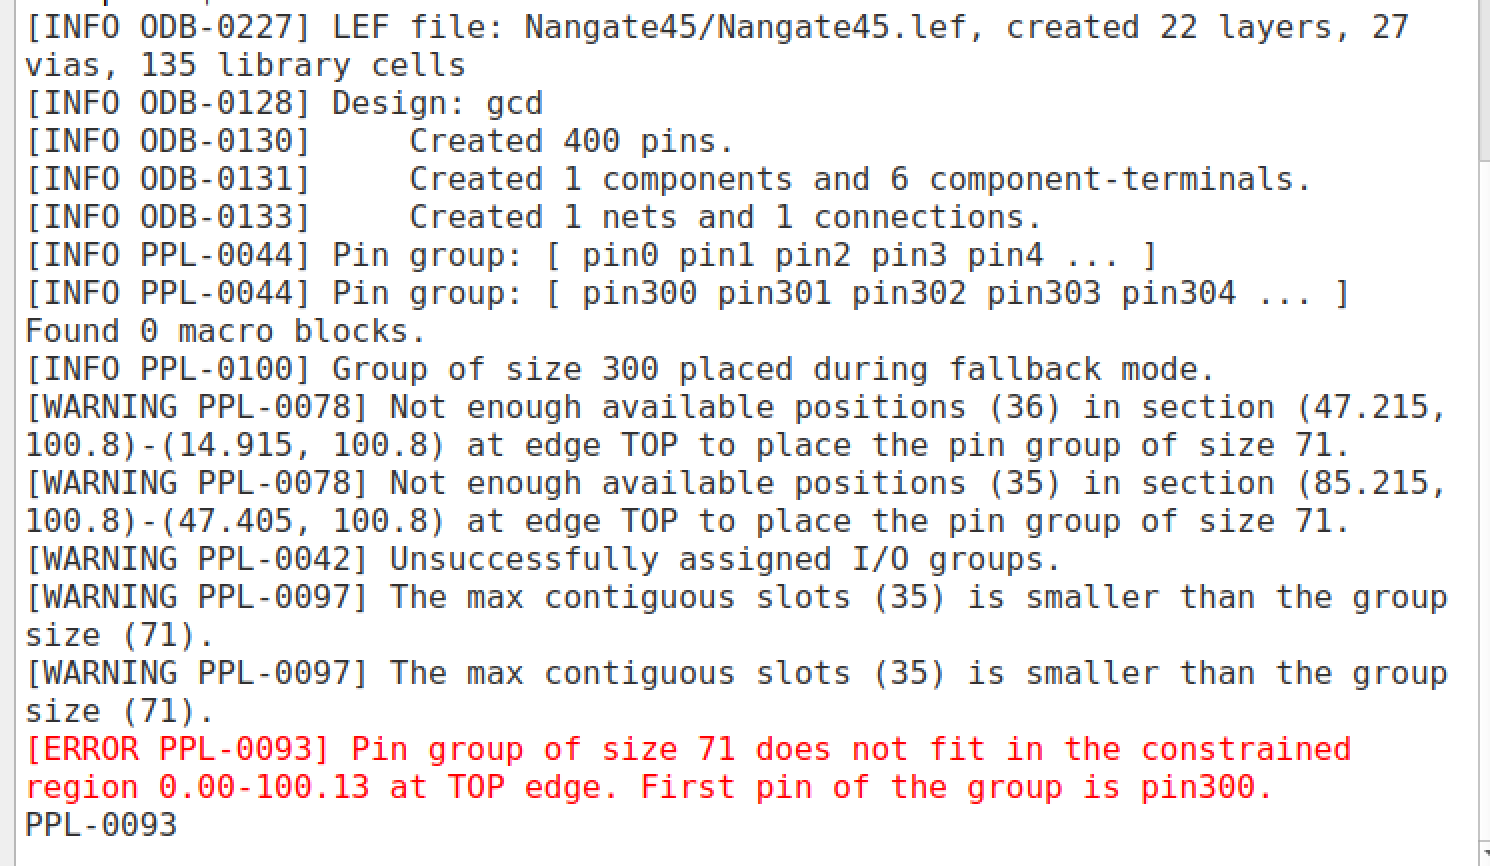 [INFO ODB-0227] LEF file: Nangate45/Nangate45.lef, created 22 layers, 27
vias, 135 library cells
[INFO ODB-0128] Design: gcd
[INFO ODB-0130]     Created 400 pins.
[INFO ODB-0131]     Created 1 components and 6 component-terminals.
[INFO ODB-0133]     Created 1 nets and 1 connections.
[INFO PPL-0044] Pin group: [ pin0 pin1 pin2 pin3 pin4 ... ]
[INFO PPL-0044] Pin group: [ pin300 pin301 pin302 pin303 pin304 ... ]
Found 0 macro blocks.
[INFO PPL-0100] Group of size 300 placed during fallback mode.
[WARNING PPL-0078] Not enough available positions (36) in section (47.215,
100.8)-(14.915, 100.8) at edge TOP to place the pin group of size 71.
[WARNING PPL-0078] Not enough available positions (35) in section (85.215,
100.8)-(47.405, 100.8) at edge TOP to place the pin group of size 71.
[WARNING PPL-0042] Unsuccessfully assigned I/O groups.
[WARNING PPL-0097] The max contiguous slots (35) is smaller than the group
size (71).
[WARNING PPL-0097] The max contiguous slots (35) is smaller than the group
size (71).
[ERROR PPL-0093] Pin group of size 71 does not fit in the constrained
region 0.00-100.13 at TOP edge. First pin of the group is pin300.
PPL-0093